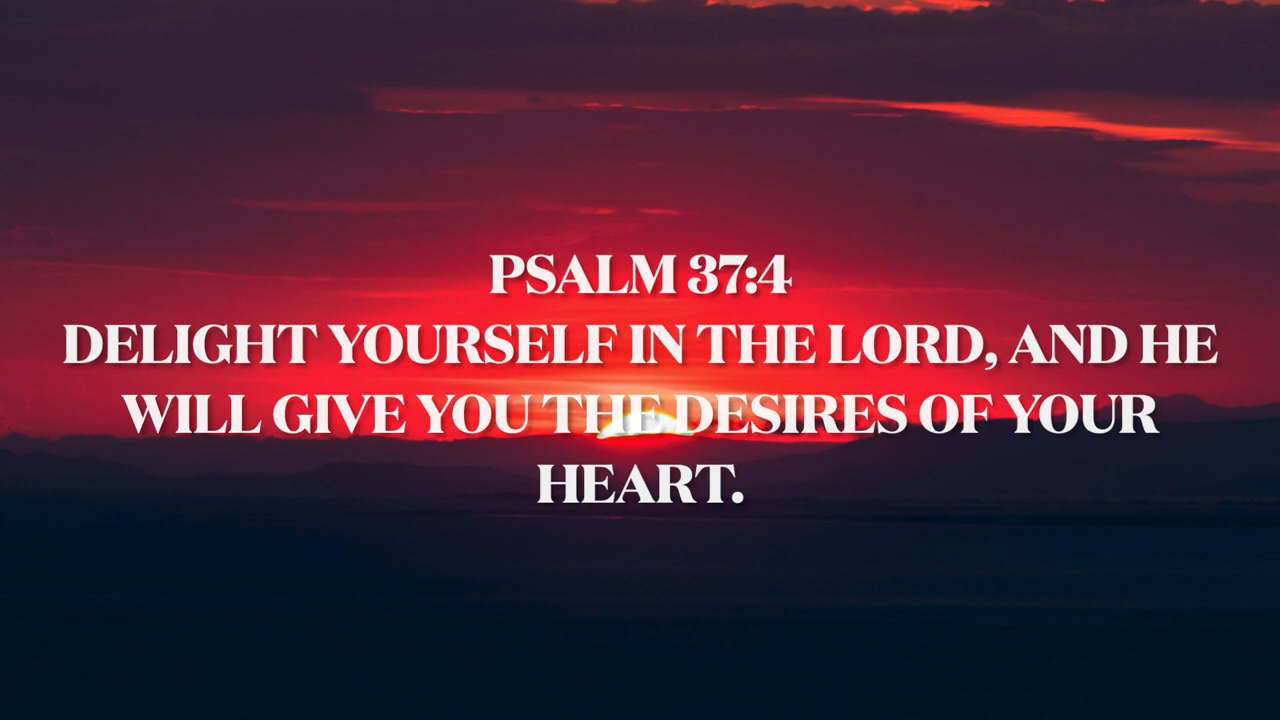 PSALM 37:4
DELIGHT YOURSELF IN THE LORD, AND HE
WILL GIVE YOU THE DESIRES OF YOUR
HEART.